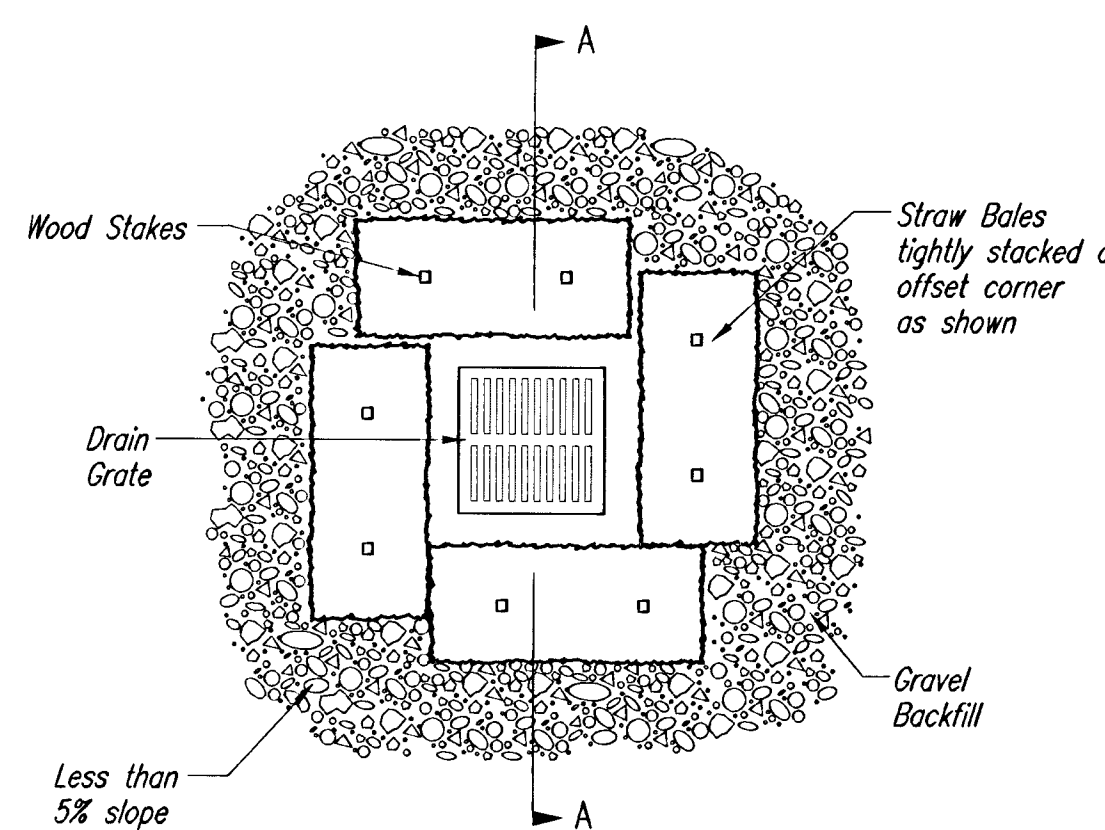 A
Wood Stakes
Straw Bales
tightly stacked
offset corner
as shown
Drain
Grate
Gravel
Backfill
Less than
5% slope
A